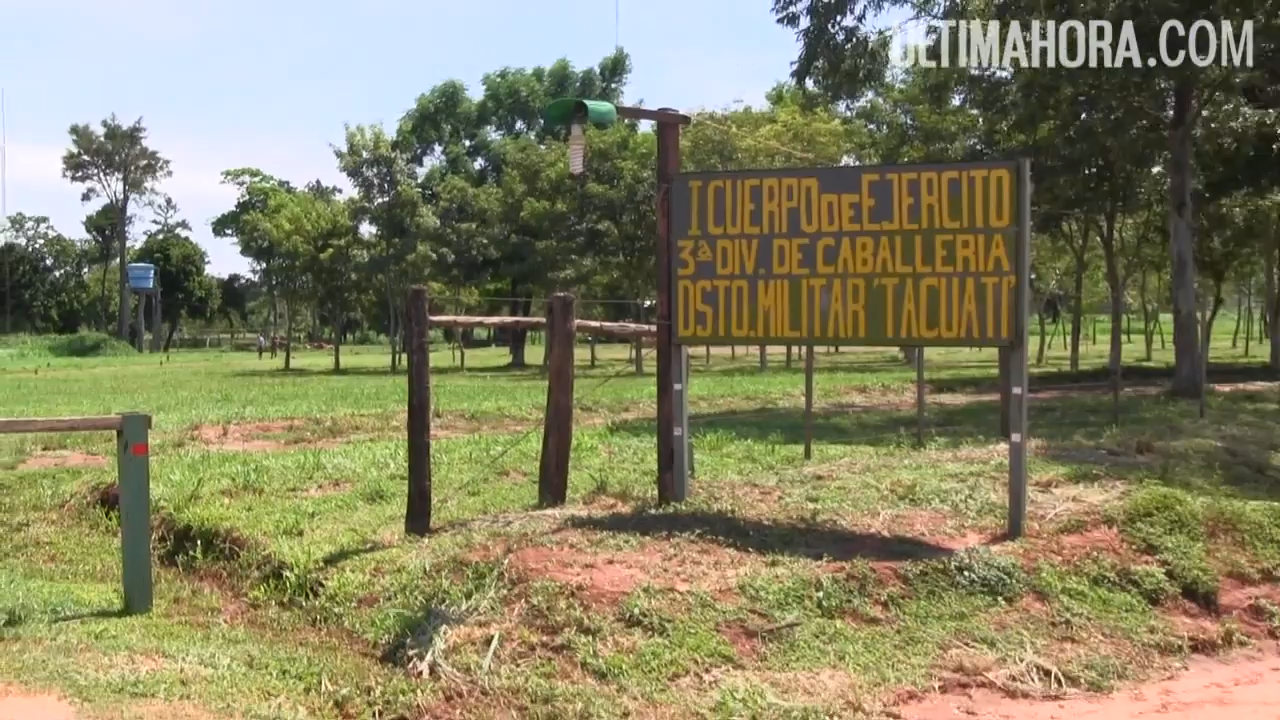 ULTIMAHORA.COM
I CUERPO DE EJERCITO
3ª DIV. DE CABALLERIA
DSTO. MILITAR "TACUATI"